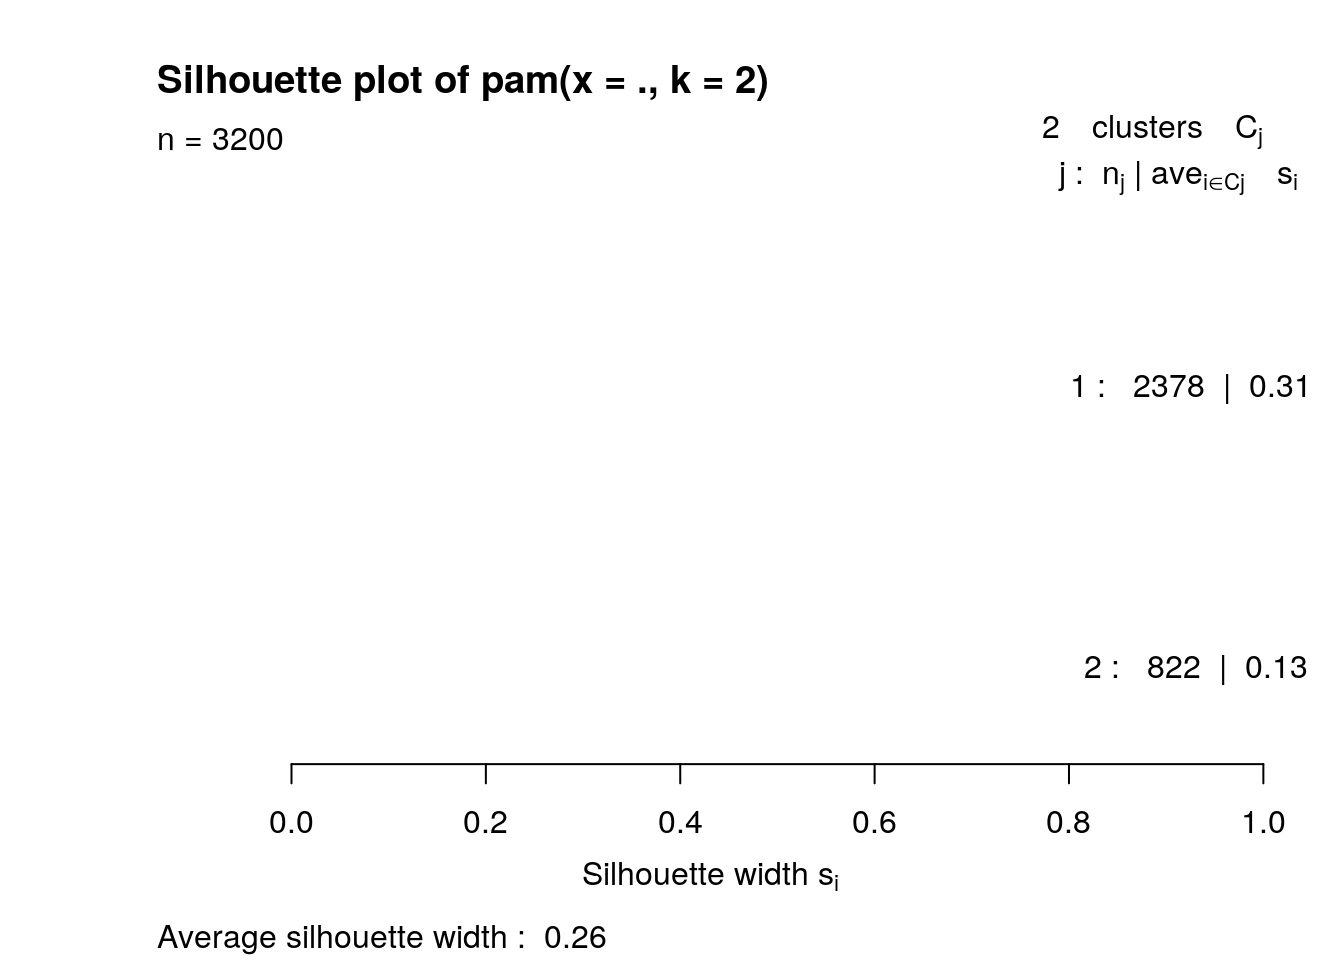 Silhouette plot of pam(x = ., k = 2)
n = 3200
2 clusters Cj
j : nj | avei∈Cj si
1 : 2378 | 0.31
2 : 822 | 0.13
0.0 0.2 0.4 0.6 0.8 1.0
Silhouette width si
Average silhouette width : 0.26